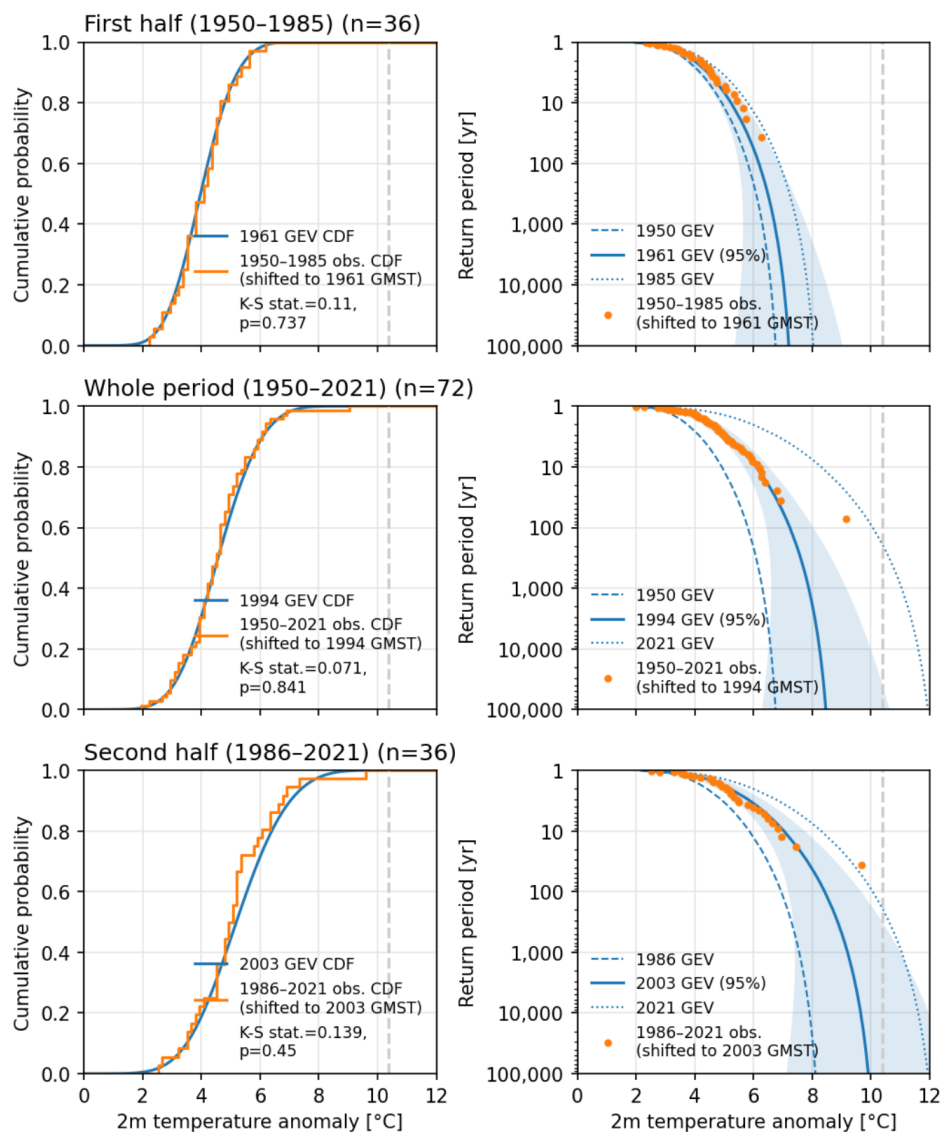 First half (1950–1985) (n=36)
1.0
0.8
0.6
0.4
0.2
0.0
Cumulative probability
1961 GEV CDF
1950–1985 obs. CDF
(shifted to 1961 GMST)
K-S stat.=0.11,
p=0.737
1
10
100
1,000
10,000
100,000
Return period [yr]
1950 GEV
1961 GEV (95%)
1985 GEV
1950–1985 obs.
(shifted to 1961 GMST)
Whole period (1950–2021) (n=72)
1.0
0.8
0.6
0.4
0.2
0.0
Cumulative probability
1994 GEV CDF
1950–2021 obs. CDF
(shifted to 1994 GMST)
K-S stat.=0.071,
p=0.841
1
10
100
1,000
10,000
100,000
Return period [yr]
1950 GEV
1994 GEV (95%)
2021 GEV
1950–2021 obs.
(shifted to 1994 GMST)
Second half (1986–2021) (n=36)
1.0
0.8
0.6
0.4
0.2
0.0
Cumulative probability
2003 GEV CDF
1986–2021 obs. CDF
(shifted to 2003 GMST)
K-S stat.=0.139,
p=0.45
0 2 4 6 8 10 12
2m temperature anomaly [°C]
1
10
100
1,000
10,000
100,000
Return period [yr]
1986 GEV
2003 GEV (95%)
2021 GEV
1986–2021 obs.
(shifted to 2003 GMST)
0 2 4 6 8 10 12
2m temperature anomaly [°C]